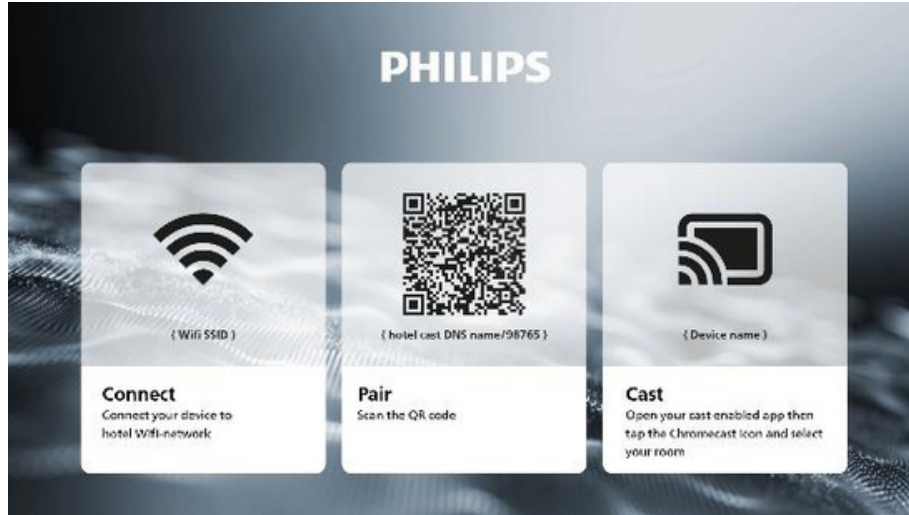 PHILIPS
{ Wifi SSID }
{ hotel cast DNS name/98765 }
{ Device name }
Connect
Connect your device to
hotel Wifi-network
Pair
Scan the QR code
Cast
Open your cast enabled app then
tap the Chromecast icon and select
your room